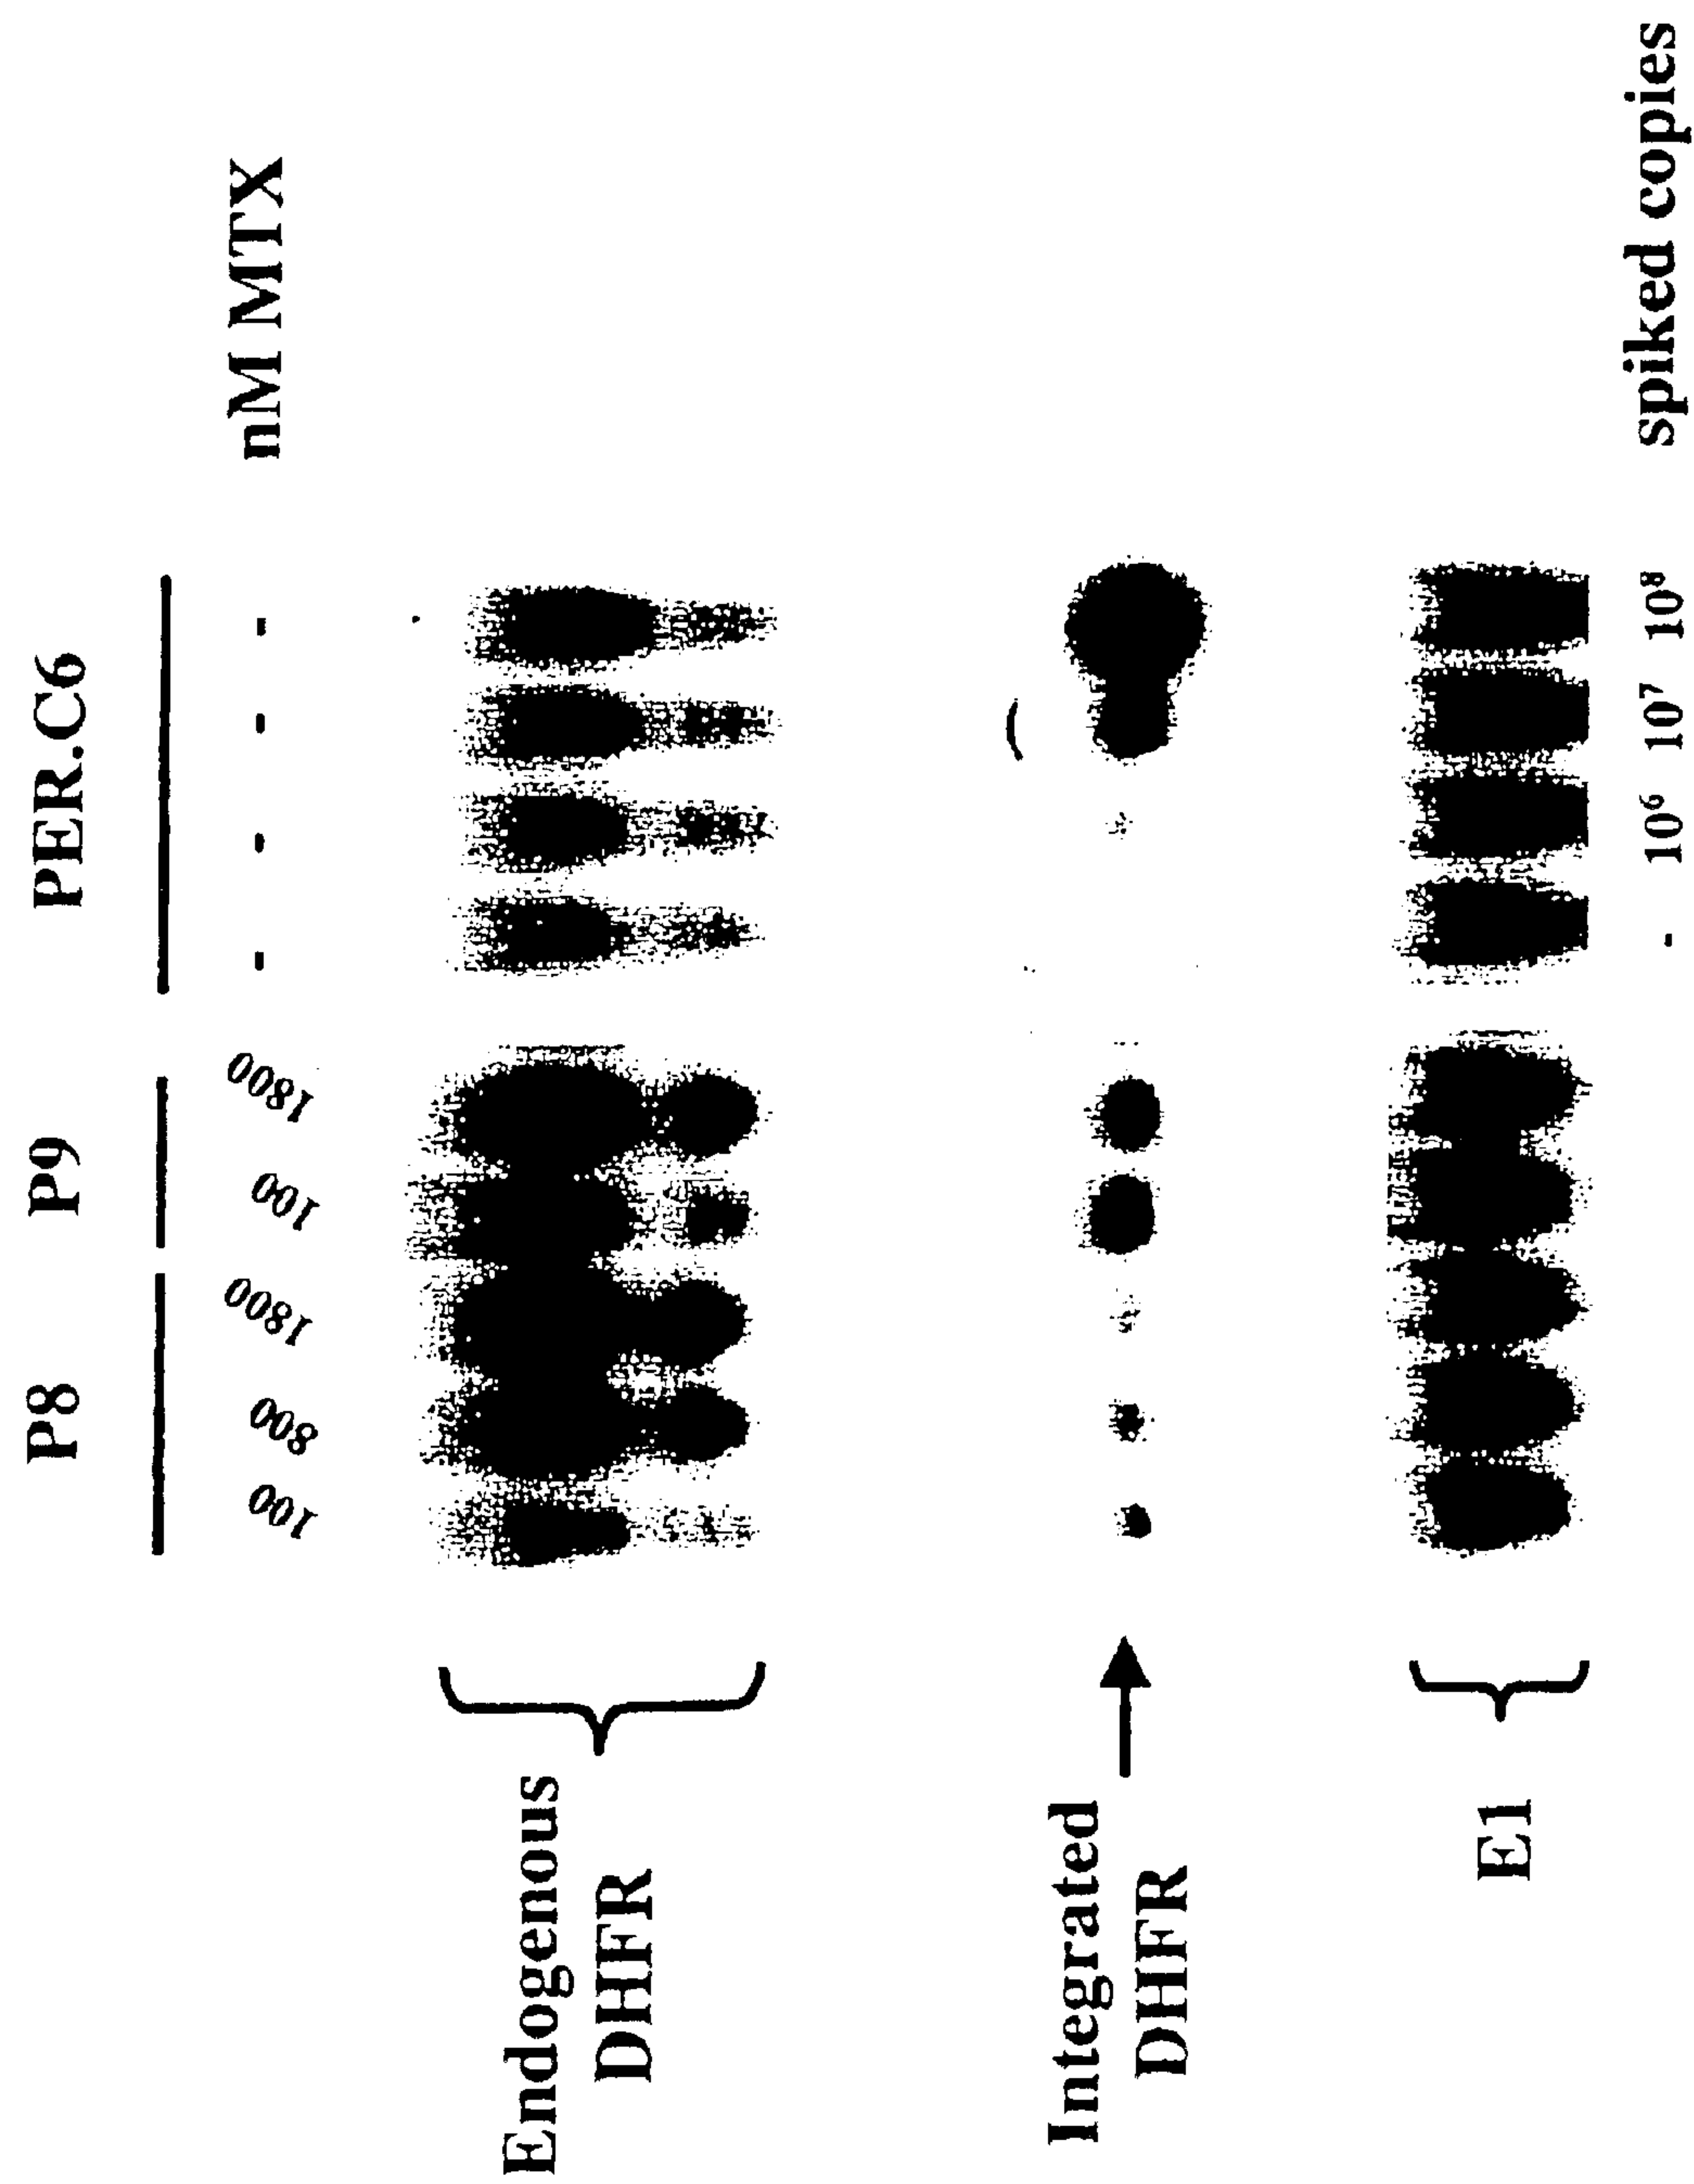 P8 P9 PER.C6
100 800 1800 100 1800 - - - - nM MTX
Endogenous
DHFR
Integrated
DHFR
E1
- 10⁶ 10⁷ 10⁸ spiked copies